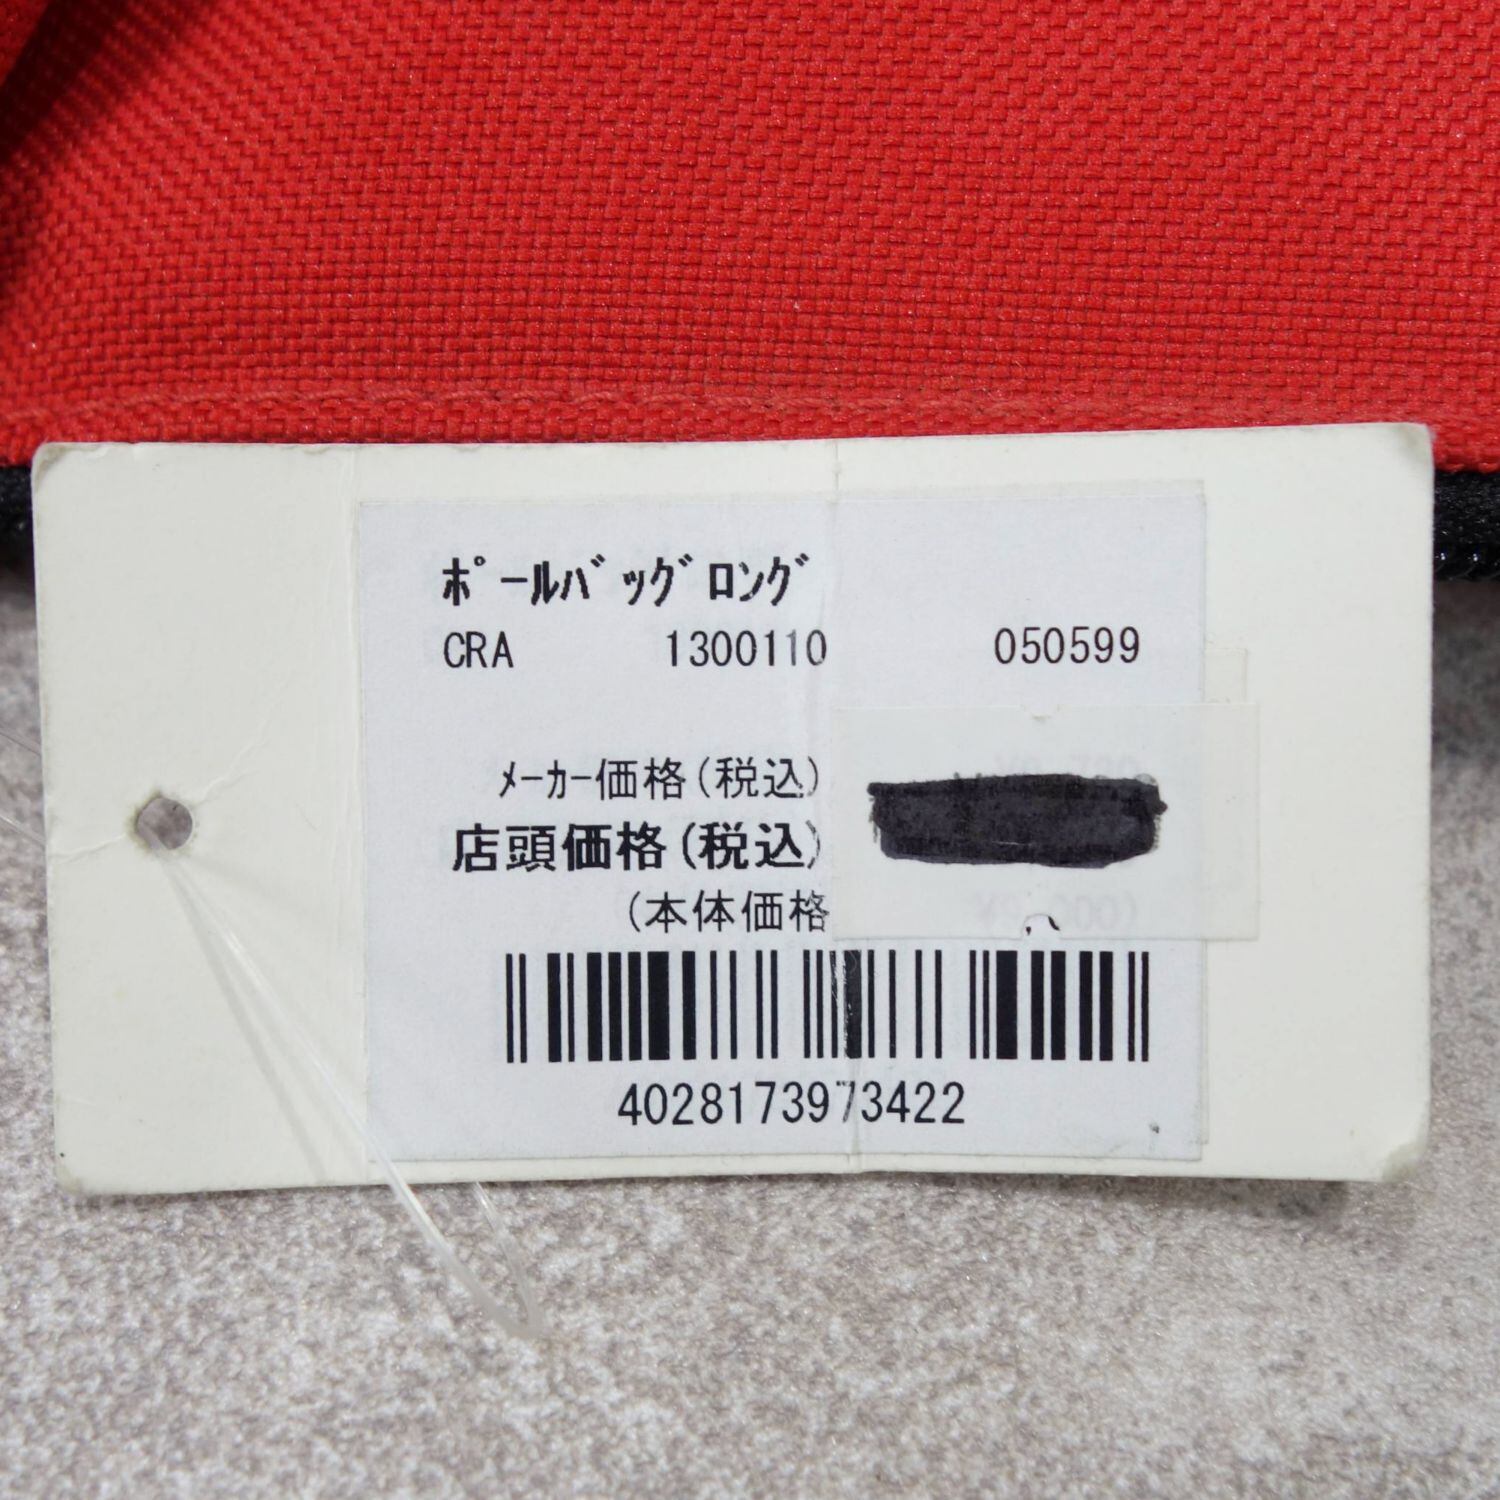 ﾎﾟｰﾙﾊﾞｯｸﾞﾛﾝｸﾞ
CRA 1300110 050599
ﾒｰｶｰ価格(税込)
店頭価格(税込)
(本体価格
4028173973422